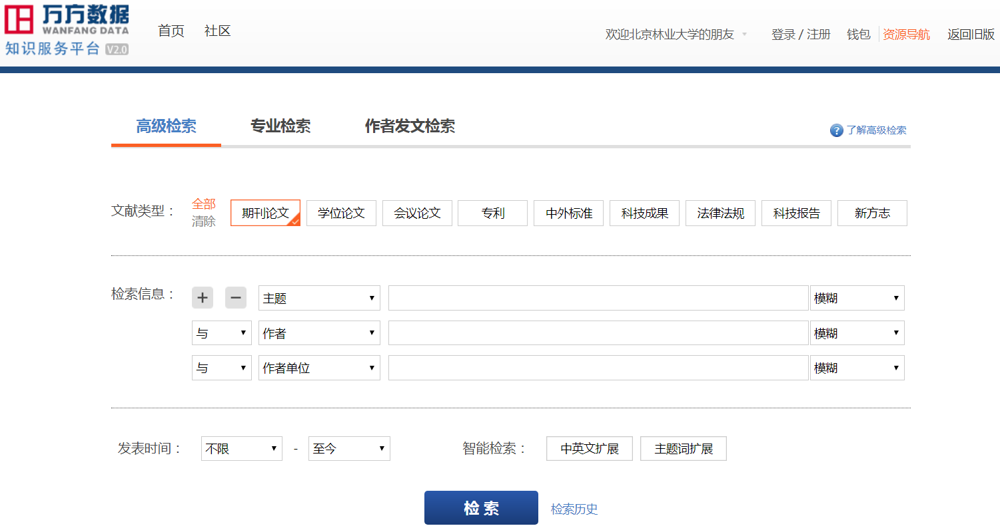 万方数据
WANFANG DATA
知识服务平台 V2.0
首页 社区
欢迎北京林业大学的朋友 登录 / 注册 钱包 资源导航 返回旧版
高级检索 专业检索 作者发文检索
? 了解高级检索
文献类型： 全部 清除 期刊论文 学位论文 会议论文 专利 中外标准 科技成果 法律法规 科技报告 新方志
检索信息： + − 主题 模糊
与 作者 模糊
与 作者单位 模糊
发表时间： 不限 - 至今 智能检索： 中英文扩展 主题词扩展
检 索 检索历史